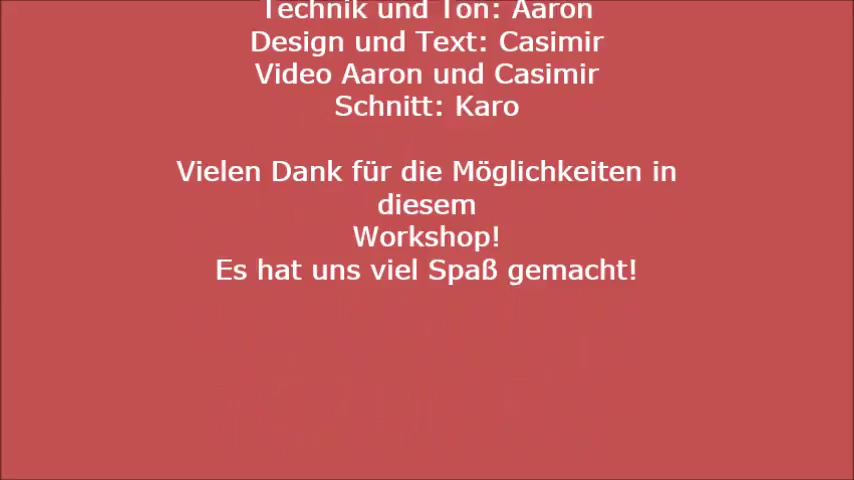 Technik und Ton: Aaron
Design und Text: Casimir
Video Aaron und Casimir
Schnitt: Karo
Vielen Dank für die Möglichkeiten in
diesem
Workshop!
Es hat uns viel Spaß gemacht!